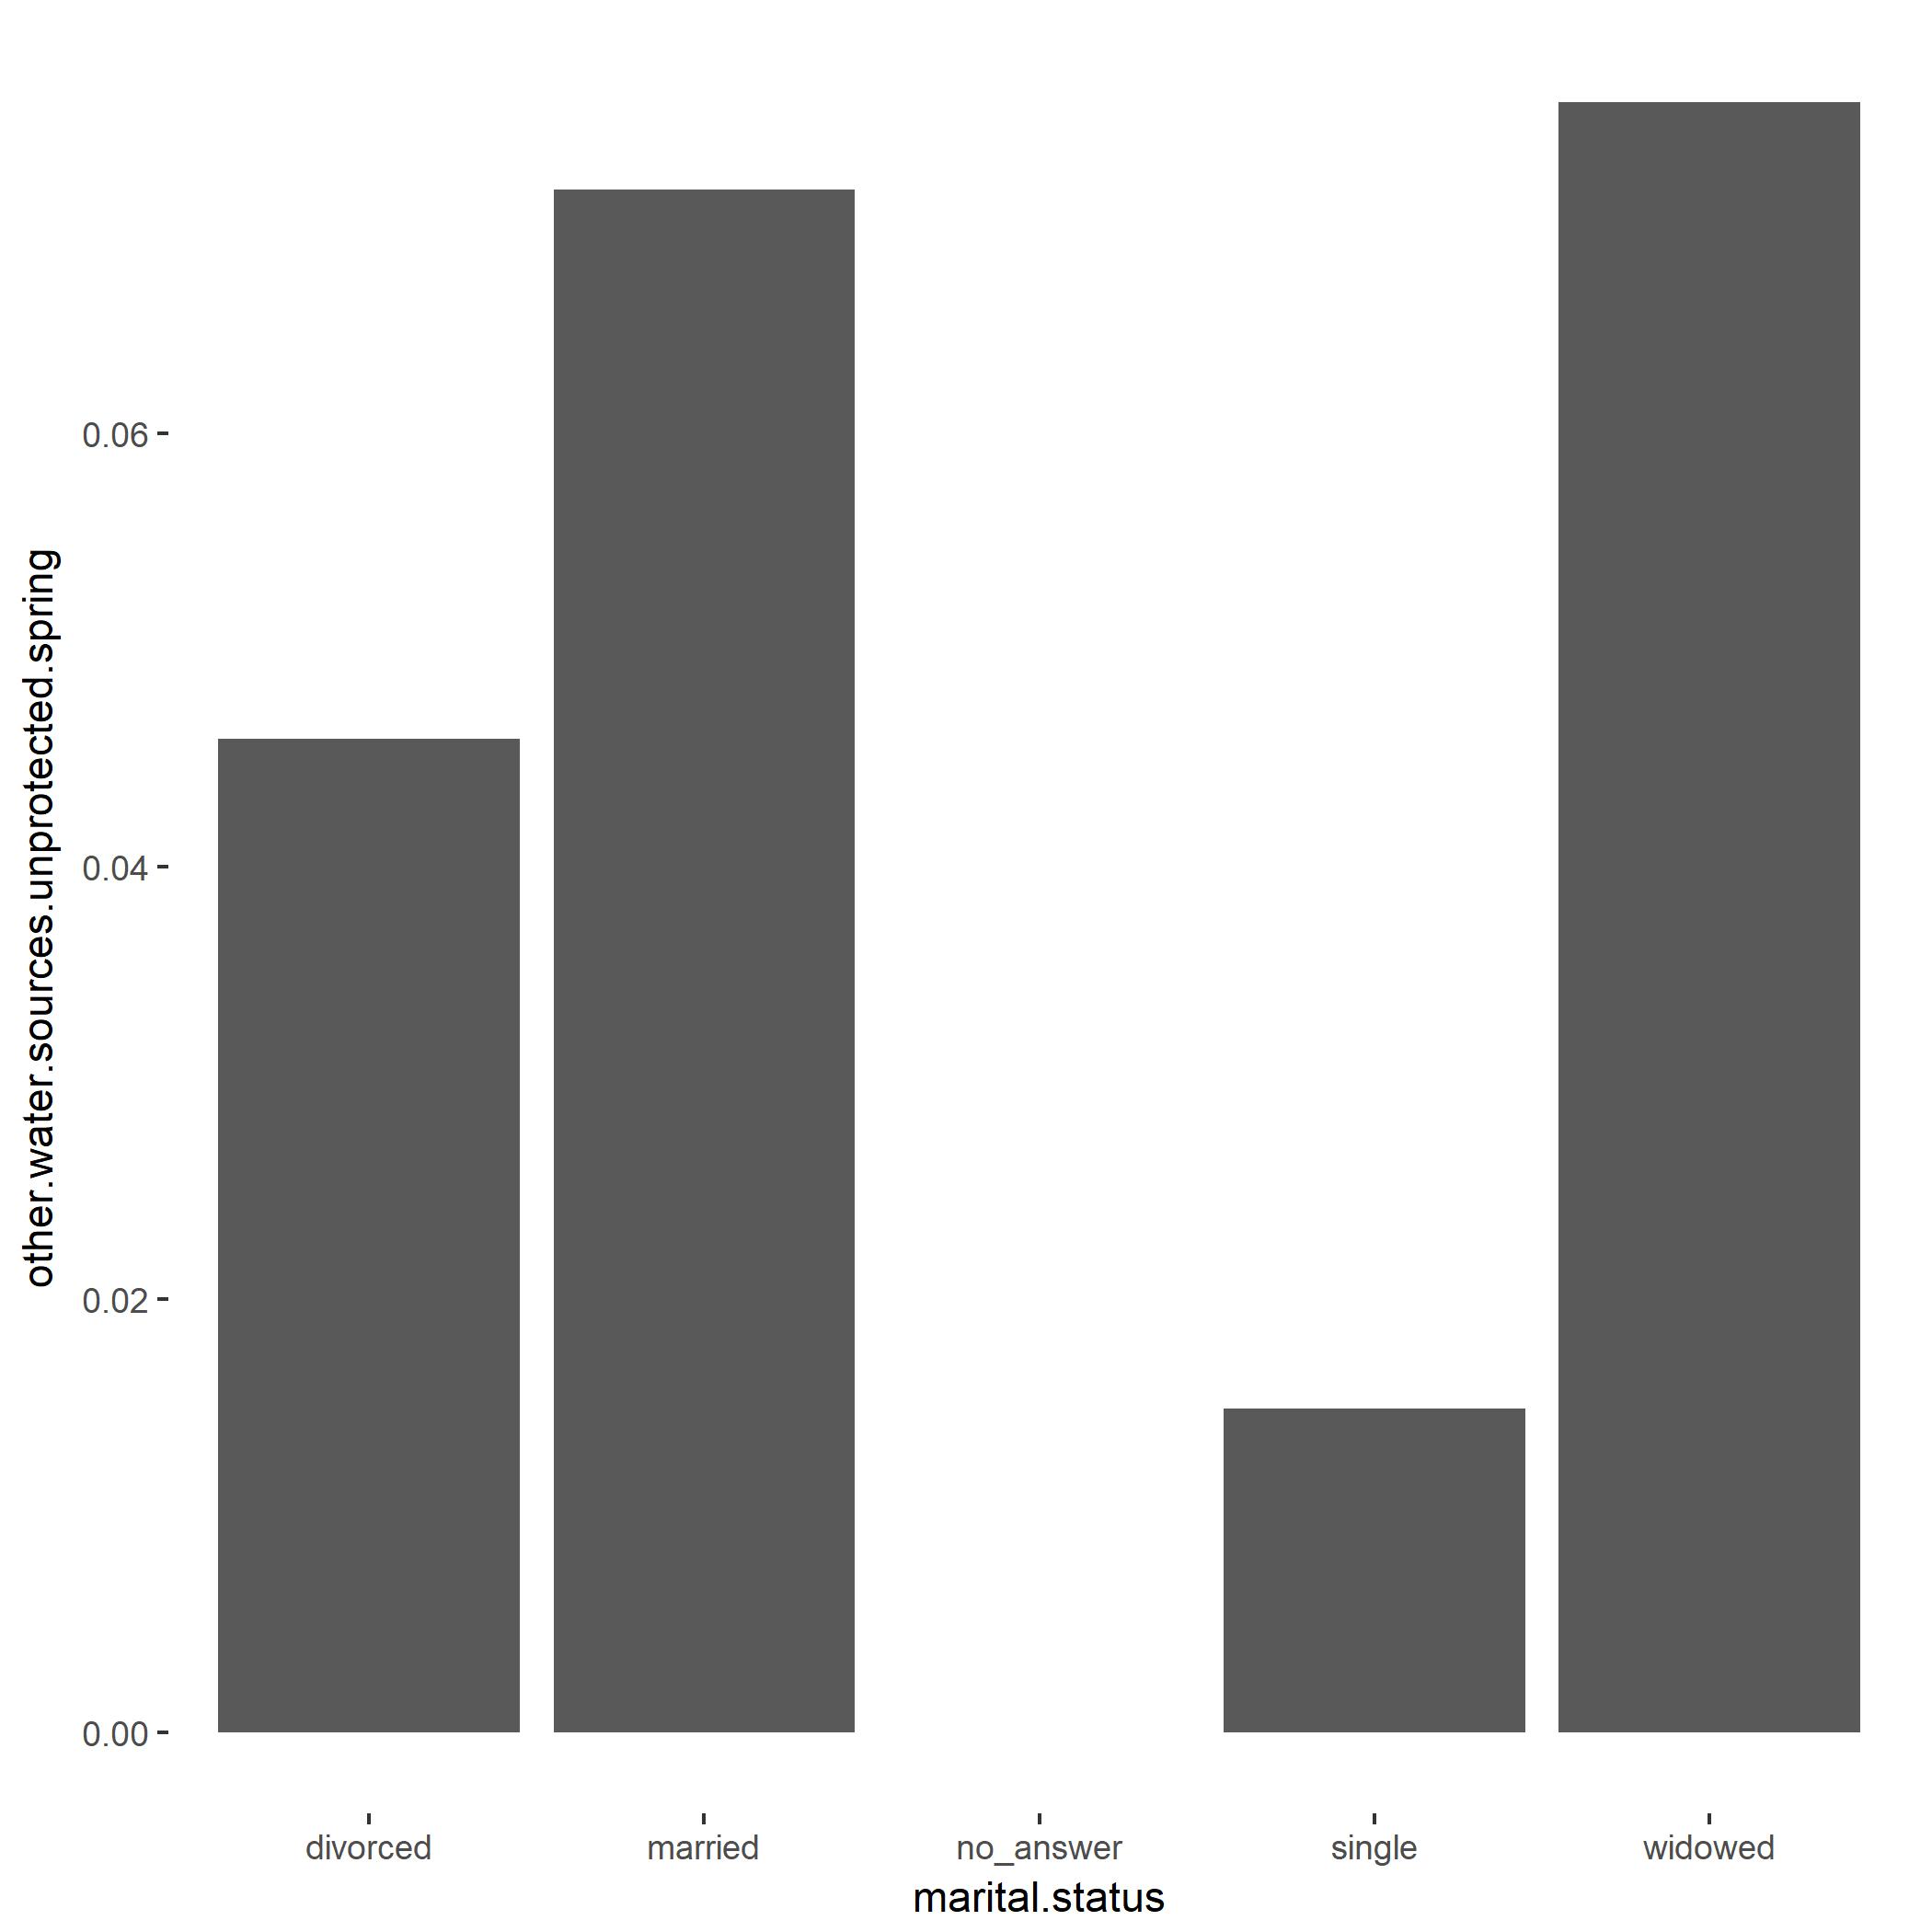 other.water.sources.unprotected.spring
0.06
0.04
0.02
0.00
divorced
married
no_answer
single
widowed
marital.status